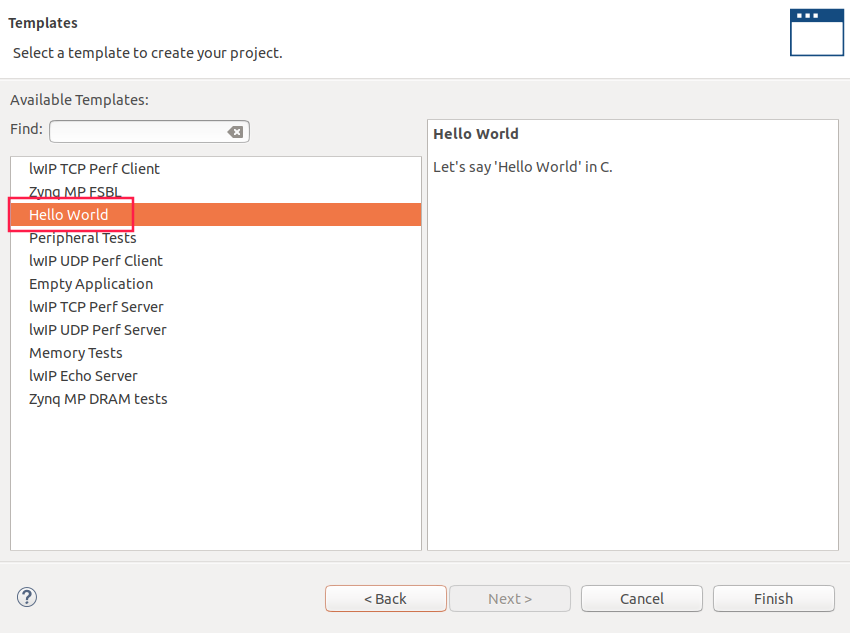 Templates
Select a template to create your project.
Available Templates:
Find:
lwIP TCP Perf Client
Zynq MP FSBL
Hello World
Peripheral Tests
lwIP UDP Perf Client
Empty Application
lwIP TCP Perf Server
lwIP UDP Perf Server
Memory Tests
lwIP Echo Server
Zynq MP DRAM tests
Hello World
Let's say 'Hello World' in C.
?
< Back
Next >
Cancel
Finish